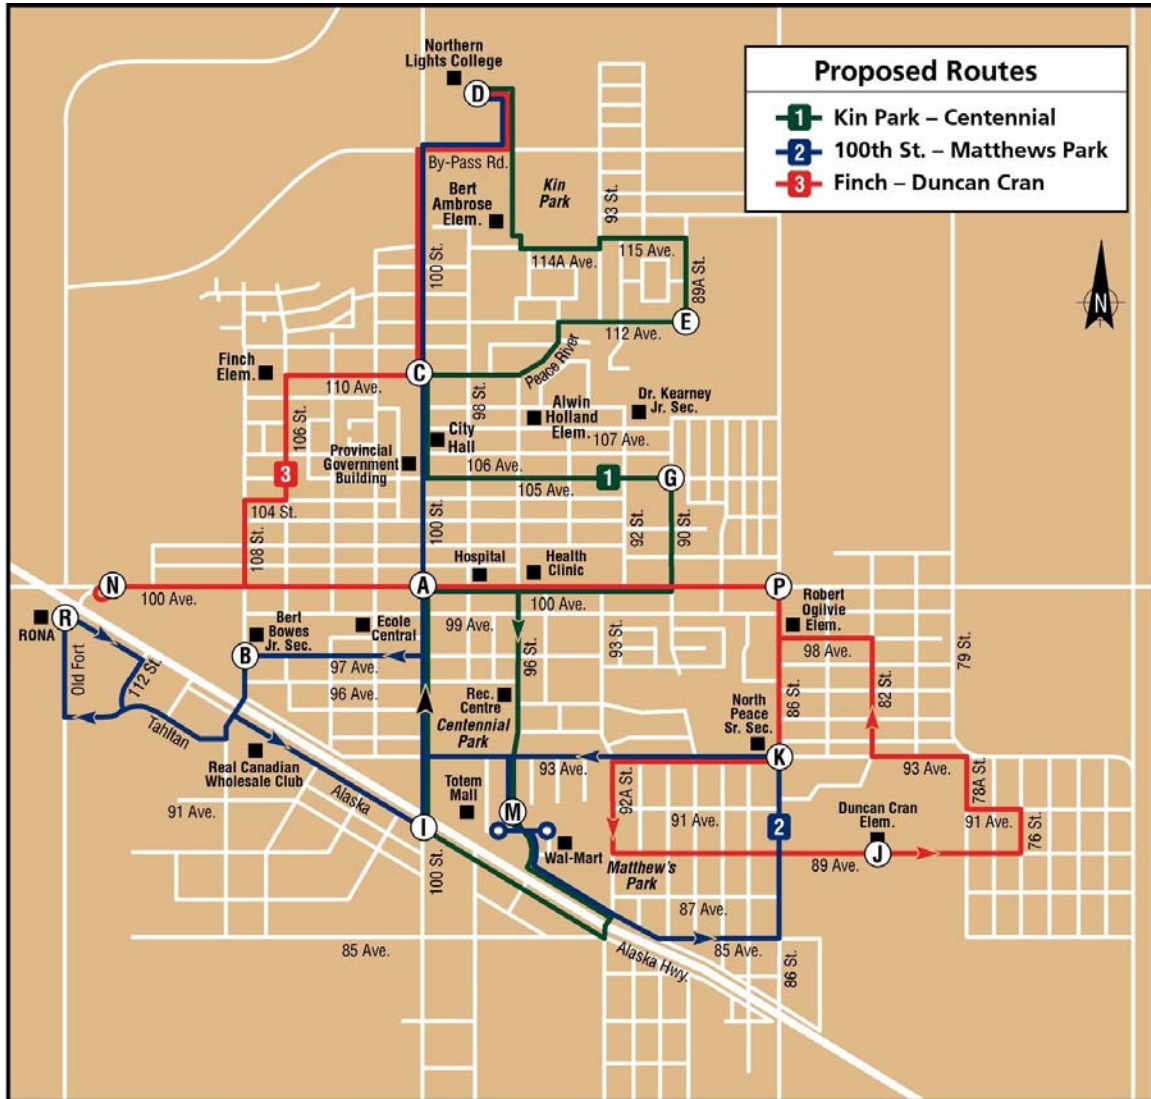 Northern
Lights College
D
Proposed Routes
1 Kin Park – Centennial
2 100th St. – Matthews Park
3 Finch – Duncan Cran
By-Pass Rd.
Bert
Ambrose
Elem.
Kin
Park
93 St.
N
100 St.
114A Ave.
115 Ave.
89A St.
E
112 Ave.
Finch
Elem.
C
110 Ave.
Peace River
98 St.
106 St.
Alwin
Holland
Elem.
Dr. Kearney
Jr. Sec.
City
Hall
107 Ave.
Provincial
Government
Building
106 Ave.
3
1
G
105 Ave.
104 St.
100 St.
92 St.
90 St.
108 St.
Hospital
Health
Clinic
N
A
P
100 Ave.
100 Ave.
R
RONA
Bert
Bowes
Jr. Sec.
Ecole
Central
99 Ave.
Robert
Ogilvie
Elem.
B
97 Ave.
96 St.
93 St.
98 Ave.
79 St.
Old Fort
112 St.
96 Ave.
Rec.
Centre
Centennial
Park
86 St.
82 St.
North
Peace
Sr. Sec.
Tahltan
Real Canadian
Wholesale Club
K
93 Ave.
93 Ave.
Totem
Mall
92A St.
78A St.
Alaska
91 Ave.
M
91 Ave.
Duncan Cran
Elem.
91 Ave.
76 St.
I
2
Wal-Mart
J
100 St.
Matthew's
Park
89 Ave.
87 Ave.
85 Ave.
85 Ave.
Alaska Hwy.
86 St.